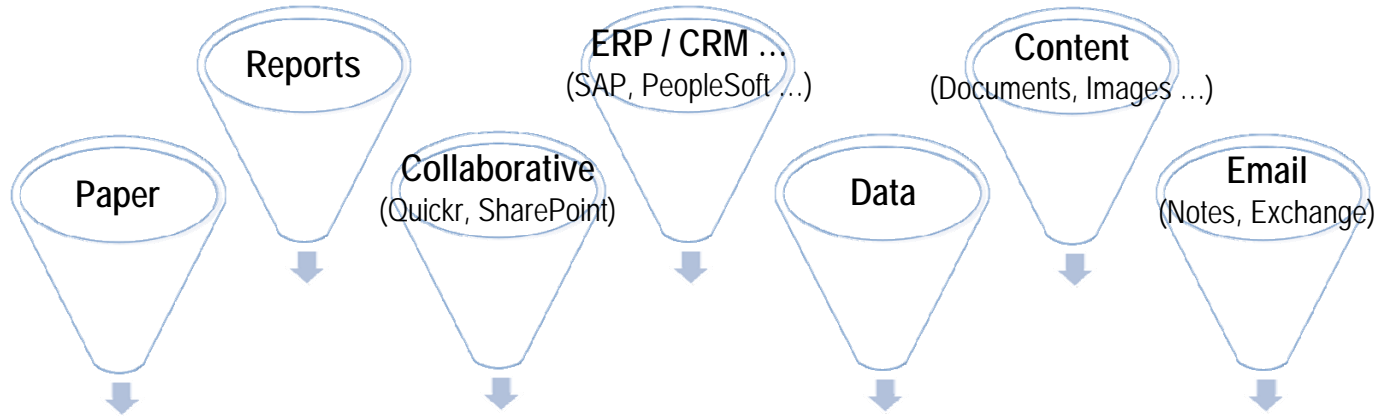 Reports
ERP / CRM ...
(SAP, PeopleSoft ...)
Content
(Documents, Images ...)
Paper
Collaborative
(Quickr, SharePoint)
Data
Email
(Notes, Exchange)